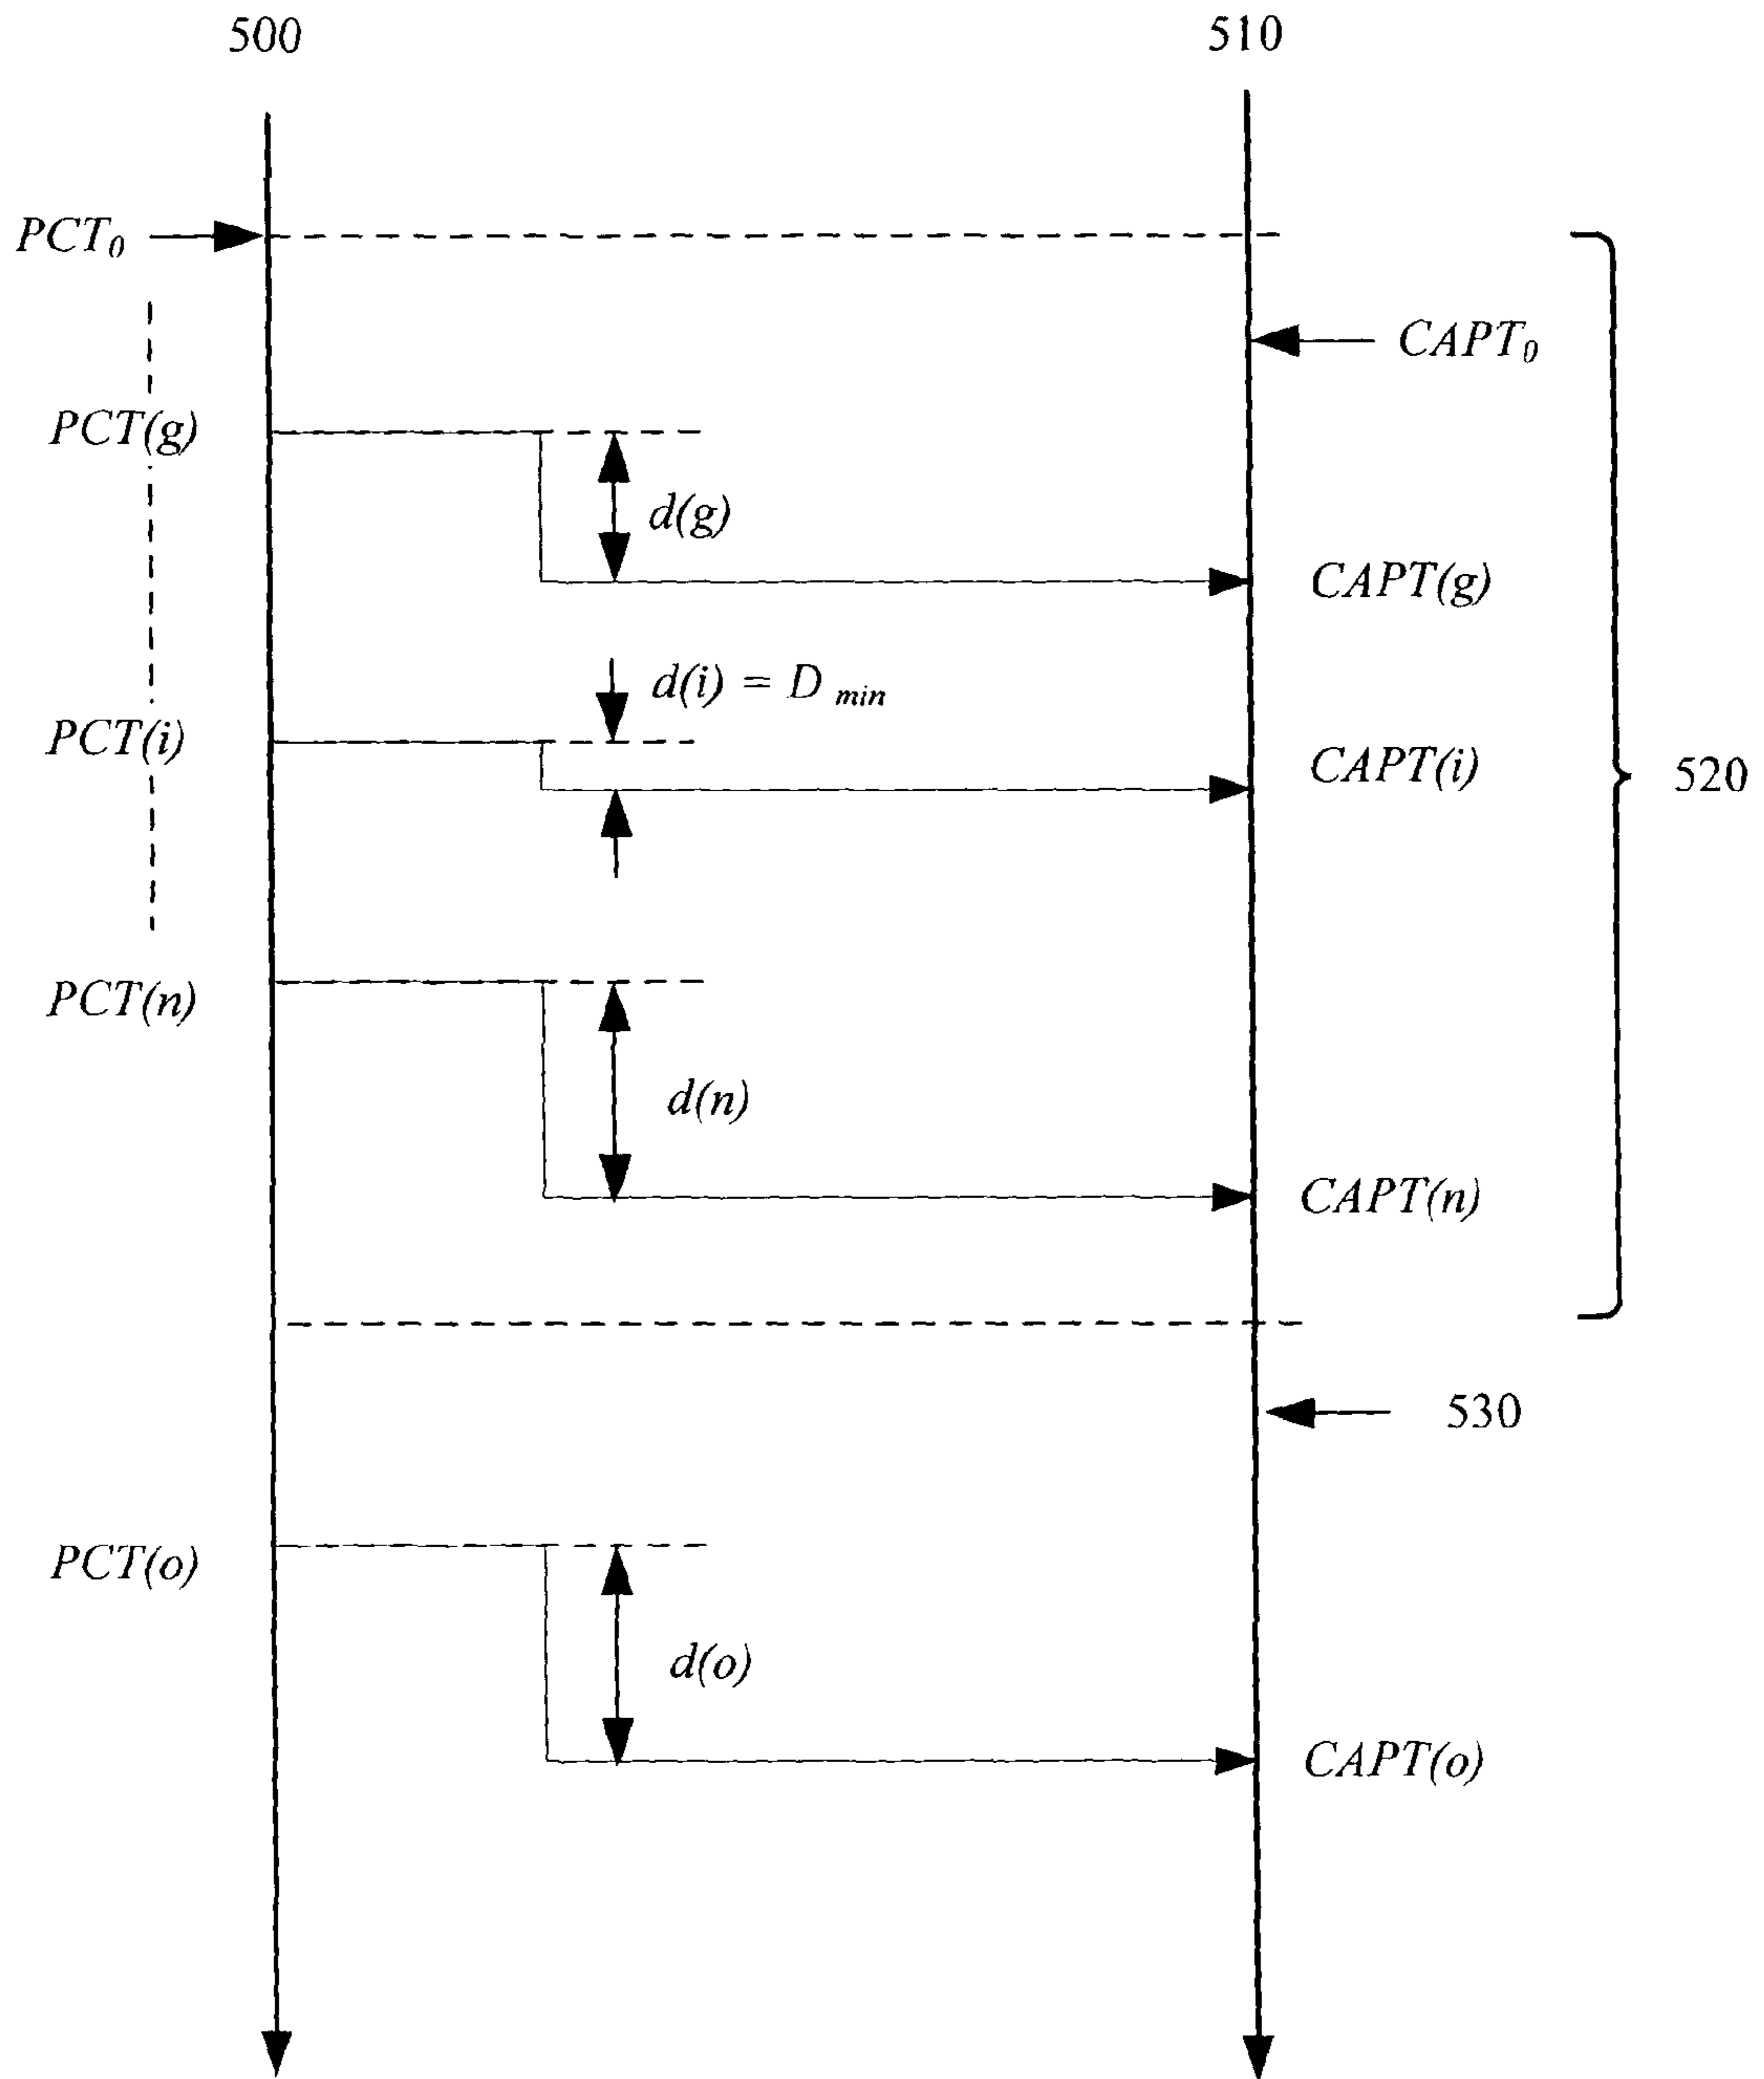 500
510
PCT0
CAPT0
PCT(g)
d(g)
CAPT(g)
d(i) = D min
PCT(i)
CAPT(i)
520
PCT(n)
d(n)
CAPT(n)
530
PCT(o)
d(o)
CAPT(o)